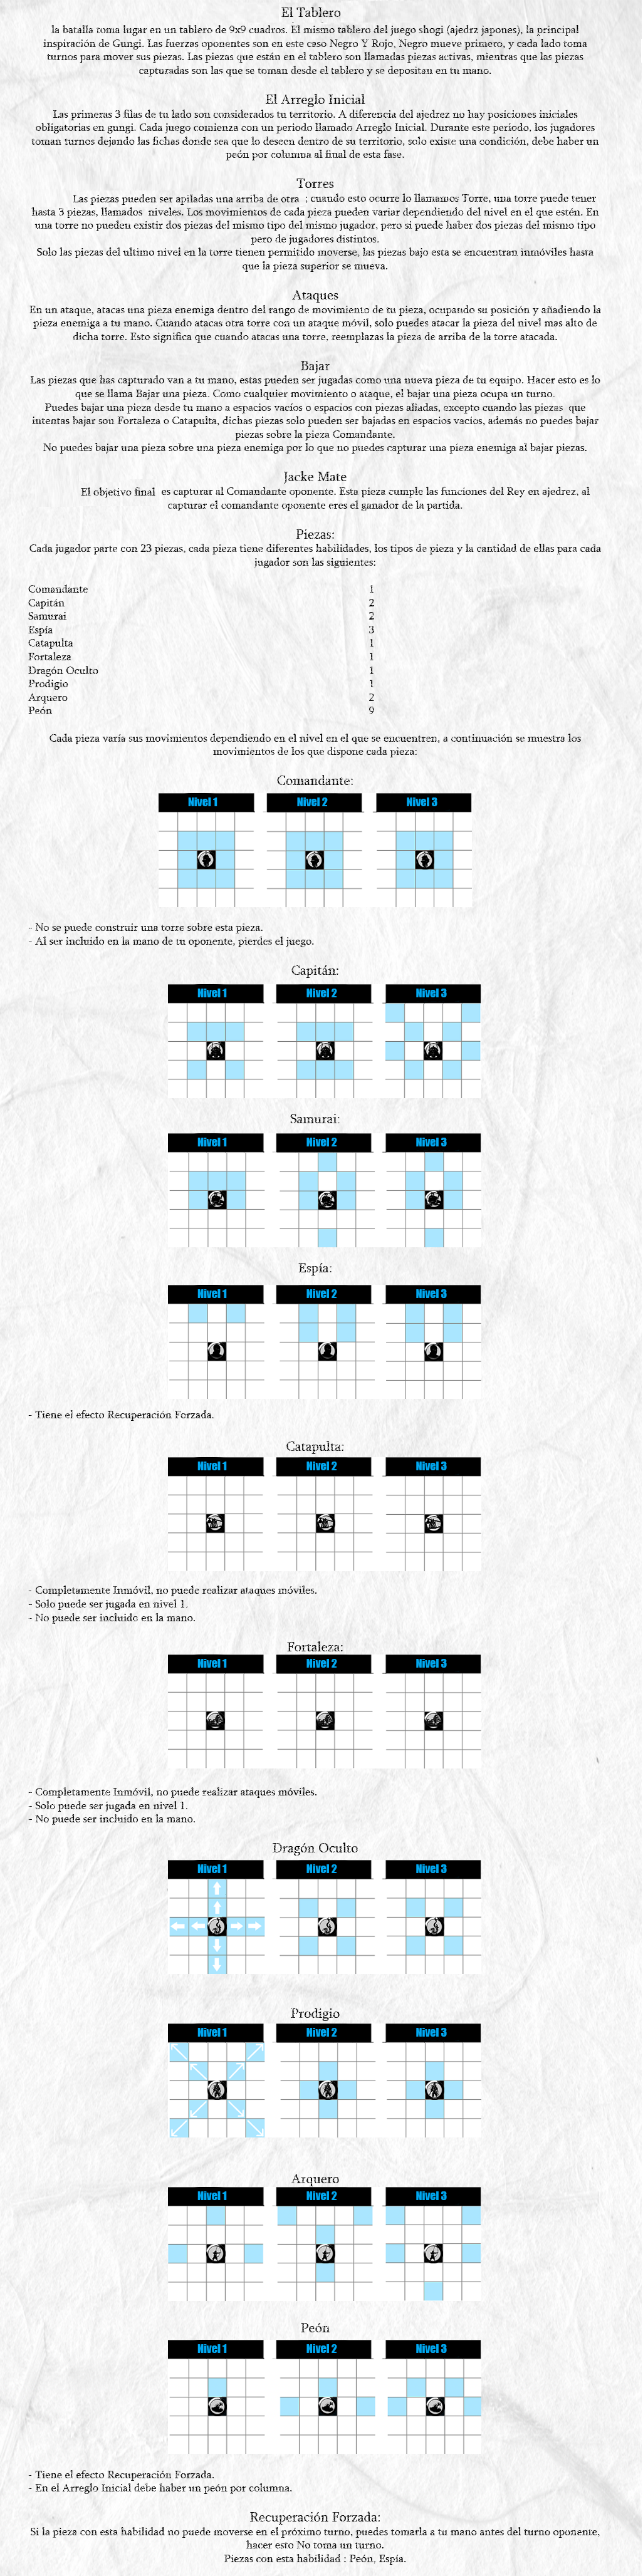 El Tablero
la batalla toma lugar en un tablero de 9x9 cuadros. El mismo tablero del juego shogi (ajedrz japones), la principal
inspiración de Gungi. Las fuerzas oponentes son en este caso Negro Y Rojo, Negro mueve primero, y cada lado toma
turnos para mover sus piezas. Las piezas que están en el tablero son llamadas piezas activas, mientras que las piezas
capturadas son las que se toman desde el tablero y se depositan en tu mano.
El Arreglo Inicial
Las primeras 3 filas de tu lado son considerados tu territorio. A diferencia del ajedrez no hay posiciones iniciales
obligatorias en gungi. Cada juego comienza con un periodo llamado Arreglo Inicial. Durante este periodo, los jugadores
toman turnos dejando las fichas donde sea que lo deseen dentro de su territorio, solo existe una condición, debe haber un
peón por columna al final de esta fase.
Torres
Las piezas pueden ser apiladas una arriba de otra ; cuando esto ocurre lo llamamos Torre, una torre puede tener
hasta 3 piezas, llamados niveles. Los movimientos de cada pieza pueden variar dependiendo del nivel en el que estén. En
una torre no pueden existir dos piezas del mismo tipo del mismo jugador, pero si puede haber dos piezas del mismo tipo
pero de jugadores distintos.
Solo las piezas del ultimo nivel en la torre tienen permitido moverse, las piezas bajo esta se encuentran inmóviles hasta
que la pieza superior se mueva.
Ataques
En un ataque, atacas una pieza enemiga dentro del rango de movimiento de tu pieza, ocupando su posición y añadiendo la
pieza enemiga a tu mano. Cuando atacas otra torre con un ataque móvil, solo puedes atacar la pieza del nivel mas alto de
dicha torre. Esto significa que cuando atacas una torre, reemplazas la pieza de arriba de la torre atacada.
Bajar
Las piezas que has capturado van a tu mano, estas pueden ser jugadas como una nueva pieza de tu equipo. Hacer esto es lo
que se llama Bajar una pieza. Como cualquier movimiento o ataque, el bajar una pieza ocupa un turno.
Puedes bajar una pieza desde tu mano a espacios vacíos o espacios con piezas aliadas, excepto cuando las piezas que
intentas bajar sou Fortaleza o Catapulta, dichas piezas solo pueden ser bajadas en espacios vacíos, además no puedes bajar
piezas sobre la pieza Comandante.
No puedes bajar una pieza sobre una pieza enemiga por lo que no puedes capturar una pieza enemiga al bajar piezas.
Jacke Mate
El objetivo final es capturar al Comandante oponente. Esta pieza cumple las funciones del Rey en ajedrez, al
capturar el comandante oponente eres el ganador de la partida.
Piezas:
Cada jugador parte con 23 piezas, cada pieza tiene diferentes habilidades, los tipos de pieza y la cantidad de ellas para cada
jugador son las siguientes:
Comandante 1
Capitán 2
Samurai 2
Espía 3
Catapulta 1
Fortaleza 1
Dragón Oculto 1
Prodigio 1
Arquero 2
Peón 9
Cada pieza varía sus movimientos dependiendo en el nivel en el que se encuentren, a continuación se muestra los
movimientos de los que dispone cada pieza:
Comandante:
Nivel 1 Nivel 2 Nivel 3
- No se puede construir una torre sobre esta pieza.
- Al ser incluido en la mano de tu oponente, pierdes el juego.
Capitán:
Nivel 1 Nivel 2 Nivel 3
Samurai:
Nivel 1 Nivel 2 Nivel 3
Espía:
Nivel 1 Nivel 2 Nivel 3
- Tiene el efecto Recuperación Forzada.
Catapulta:
Nivel 1 Nivel 2 Nivel 3
- Completamente Inmóvil, no puede realizar ataques móviles.
- Solo puede ser jugada en nivel 1.
- No puede ser incluido en la mano.
Fortaleza:
Nivel 1 Nivel 2 Nivel 3
- Completamente Inmóvil, no puede realizar ataques móviles.
- Solo puede ser jugada en nivel 1.
- No puede ser incluido en la mano.
Dragón Oculto
Nivel 1 Nivel 2 Nivel 3
Prodigio
Nivel 1 Nivel 2 Nivel 3
Arquero
Nivel 1 Nivel 2 Nivel 3
Peón
Nivel 1 Nivel 2 Nivel 3
- Tiene el efecto Recuperación Forzada.
- En el Arreglo Inicial debe haber un peón por columna.
Recuperación Forzada:
Si la pieza con esta habilidad no puede moverse en el próximo turno, puedes tomarla a tu mano antes del turno oponente,
hacer esto No toma un turno.
Piezas con esta habilidad : Peón, Espía.